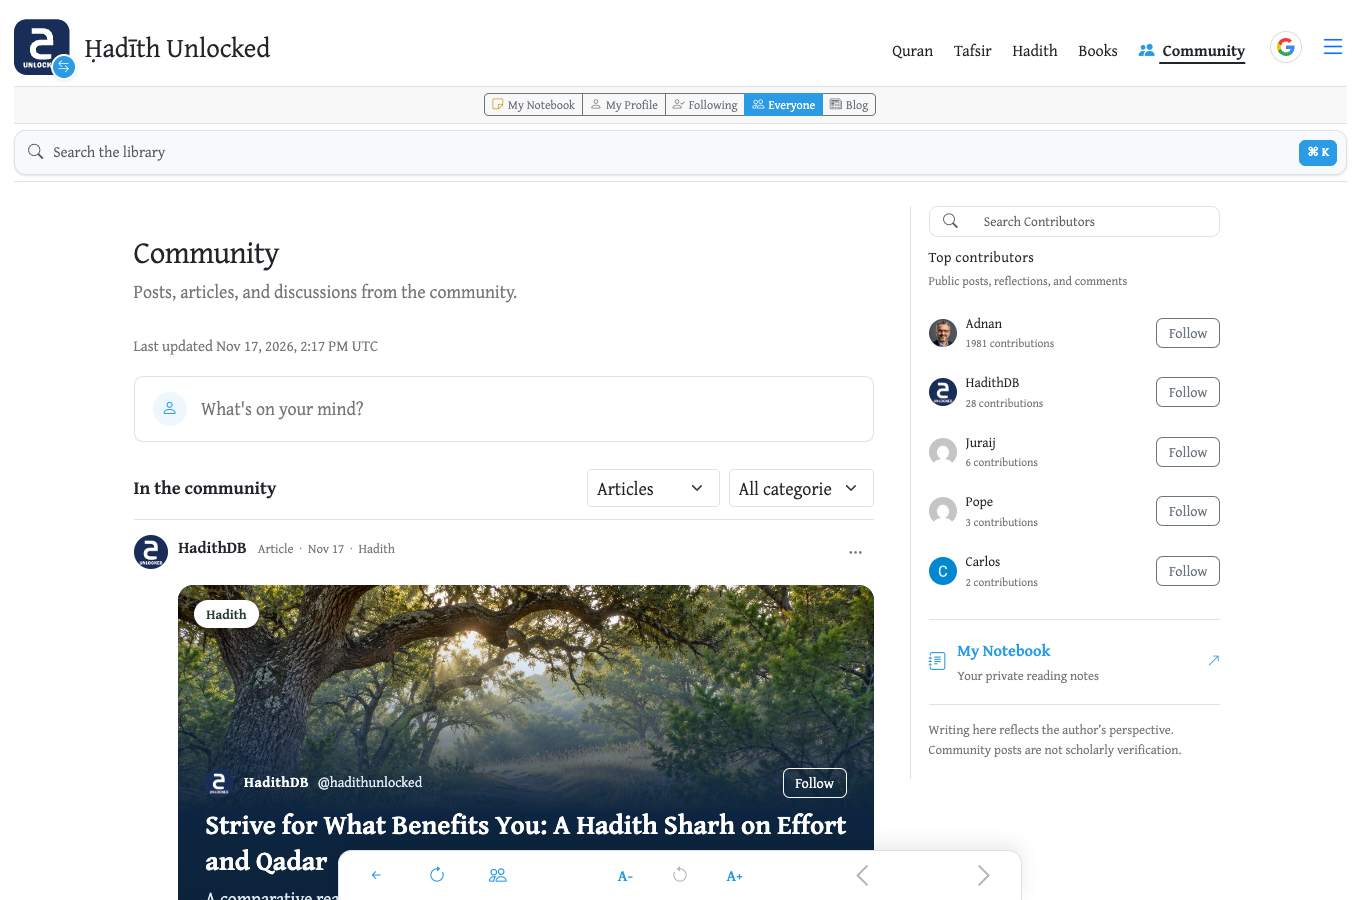 UNLOCK
Ḥadīth Unlocked
Quran
Tafsir
Hadith
Books
Community
My Notebook
My Profile
Following
Everyone
Blog
Search the library
⌘ K
Community
Posts, articles, and discussions from the community.
Last updated Nov 17, 2026, 2:17 PM UTC
What's on your mind?
In the community
Articles
All categorie
HadithDB Article · Nov 17 · Hadith
Hadith
HadithDB @hadithunlocked
Follow
Strive for What Benefits You: A Hadith Sharh on Effort
and Qadar
A comparative rea
Search Contributors
Top contributors
Public posts, reflections, and comments
Adnan
1981 contributions
Follow
HadithDB
28 contributions
Follow
Juraij
6 contributions
Follow
Pope
3 contributions
Follow
C
Carlos
2 contributions
Follow
My Notebook
Your private reading notes
Writing here reflects the author's perspective.
Community posts are not scholarly verification.
A-
A+